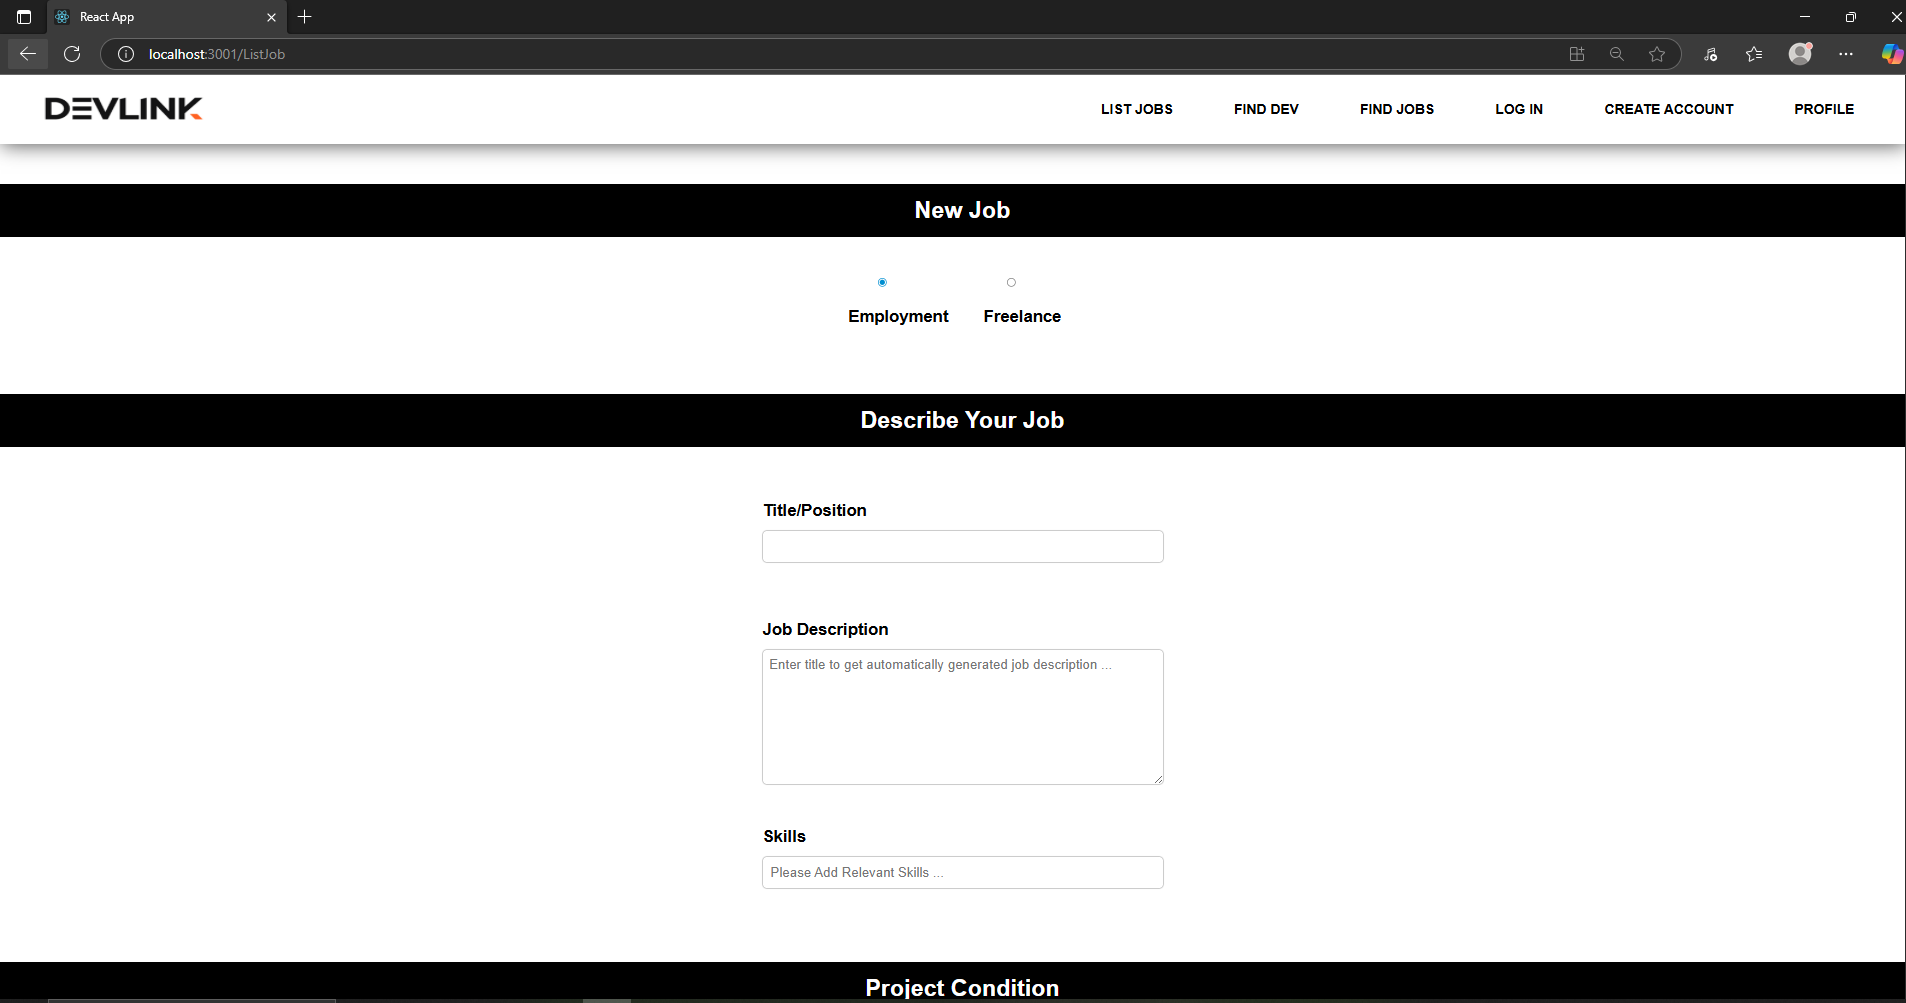 React App
localhost:3001/ListJob
DEVLINK
LIST JOBS
FIND DEV
FIND JOBS
LOG IN
CREATE ACCOUNT
PROFILE
New Job
Employment
Freelance
Describe Your Job
Title/Position
Job Description
Enter title to get automatically generated job description ...
Skills
Please Add Relevant Skills ...
Project Condition